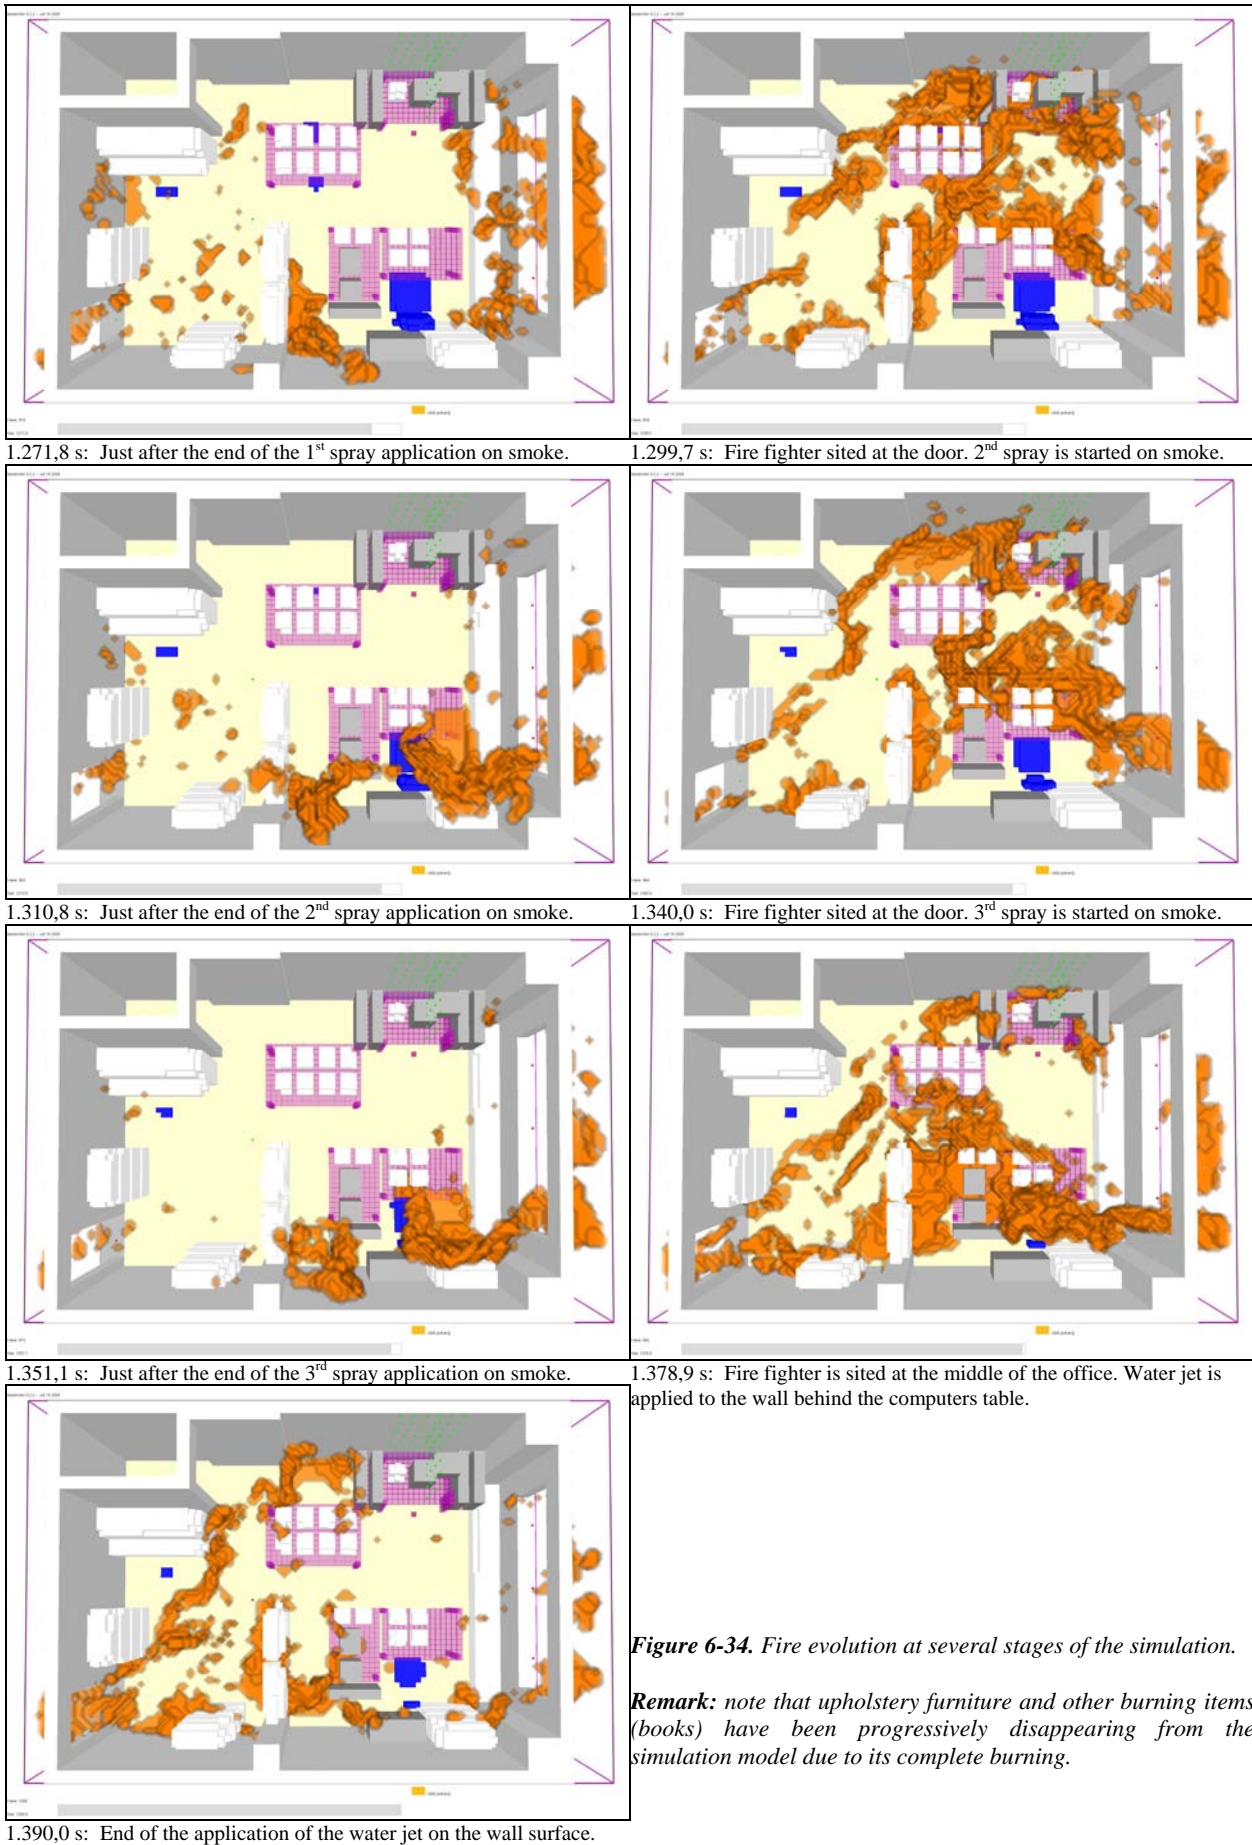 1.271,8 s: Just after the end of the 1st spray application on smoke.
1.299,7 s: Fire fighter sited at the door. 2nd spray is started on smoke.
1.310,8 s: Just after the end of the 2nd spray application on smoke.
1.340,0 s: Fire fighter sited at the door. 3rd spray is started on smoke.
1.351,1 s: Just after the end of the 3rd spray application on smoke.
1.378,9 s: Fire fighter is sited at the middle of the office. Water jet is
applied to the wall behind the computers table.
Figure 6-34. Fire evolution at several stages of the simulation.
Remark: note that upholstery furniture and other burning items
(books) have been progressively disappearing from the
simulation model due to its complete burning.
1.390,0 s: End of the application of the water jet on the wall surface.